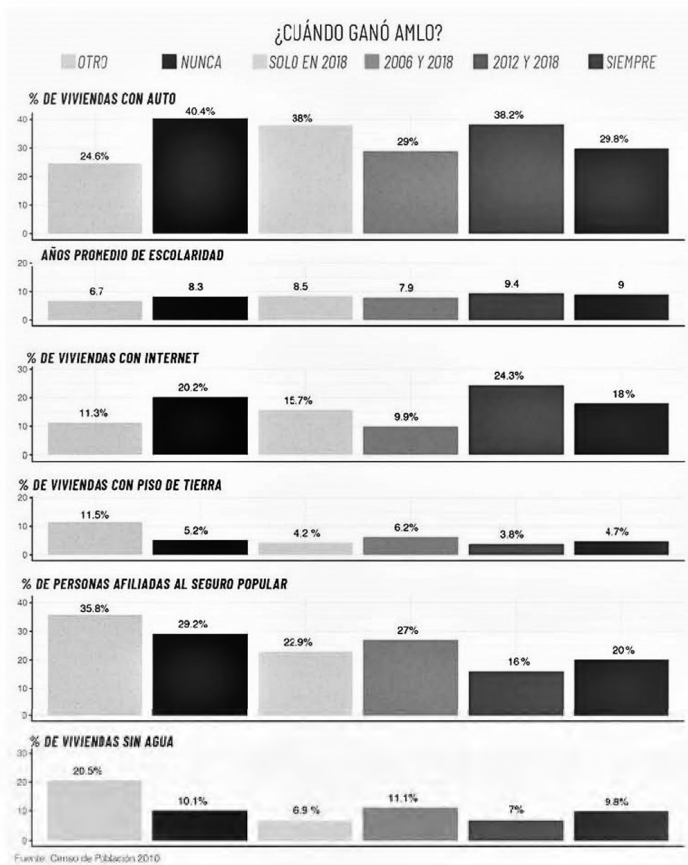 ¿CUÁNDO GANÓ AMLO?
OTRO NUNCA SOLO EN 2018 2006 Y 2018 2012 Y 2018 SIEMPRE
% DE VIVIENDAS CON AUTO
40 30 20 10 0
24.6% 40.4% 38% 29% 38.2% 29.8%
AÑOS PROMEDIO DE ESCOLARIDAD
20 10 0
6.7 8.3 8.5 7.9 9.4 9
% DE VIVIENDAS CON INTERNET
30 20 10 0
11.3% 20.2% 15.7% 9.9% 24.3% 18%
% DE VIVIENDAS CON PISO DE TIERRA
20 10 0
11.5% 5.2% 4.2 % 6.2% 3.8% 4.7%
% DE PERSONAS AFILIADAS AL SEGURO POPULAR
40 30 20 10 0
35.8% 29.2% 22.9% 27% 16% 20%
% DE VIVIENDAS SIN AGUA
30 20 10 0
20.5% 10.1% 6.9 % 11.1% 7% 9.8%
Fuente: Censo de Población 2010